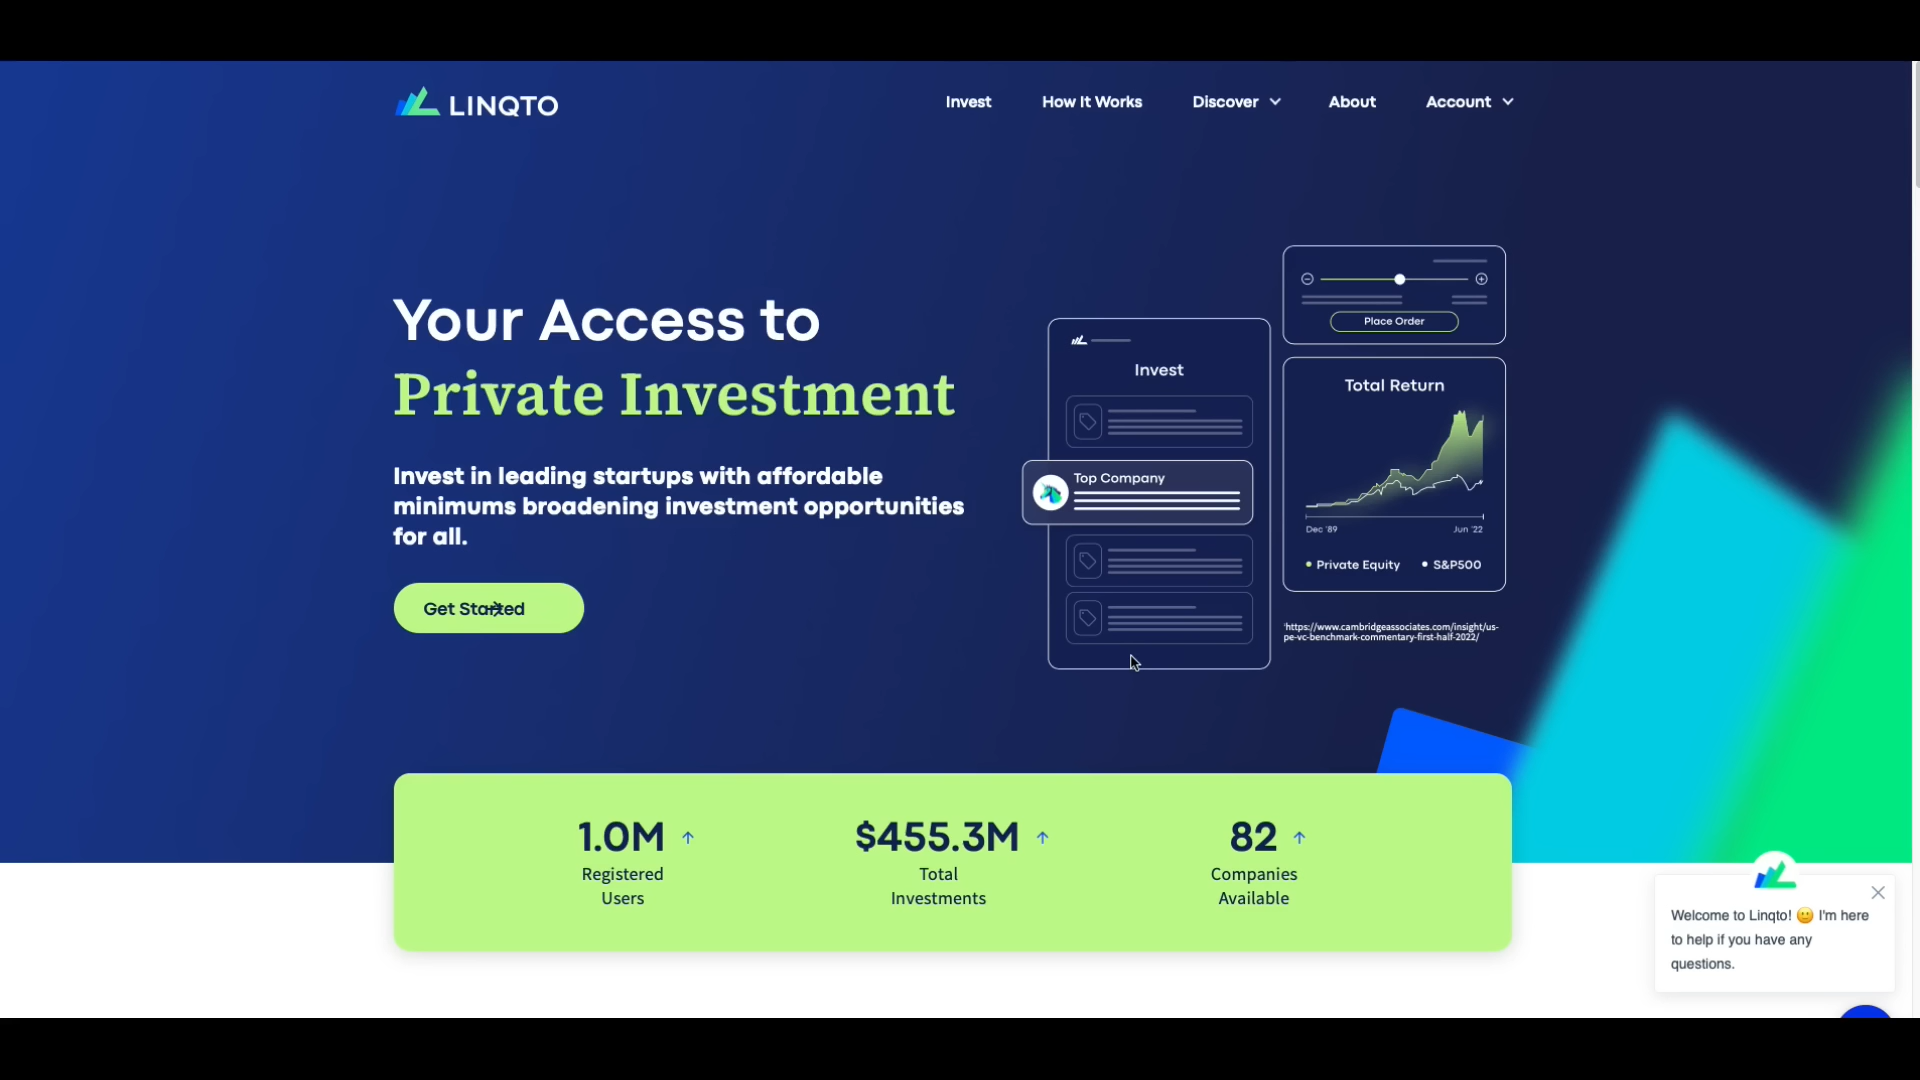 LINQTO
Invest
How It Works
Discover
About
Account
Your Access to
Private Investment
Invest in leading startups with affordable
minimums broadening investment opportunities
for all.
Get Started
Invest
Top Company
Place Order
Total Return
Dec '89
Jun '22
Private Equity
S&P500
'https://www.cambridgeassociates.com/insight/us-
pe-vc-benchmark-commentary-first-half-2022/
1.0M
Registered
Users
$455.3M
Total
Investments
82
Companies
Available
Welcome to Linqto! 🙂 I'm here
to help if you have any
questions.